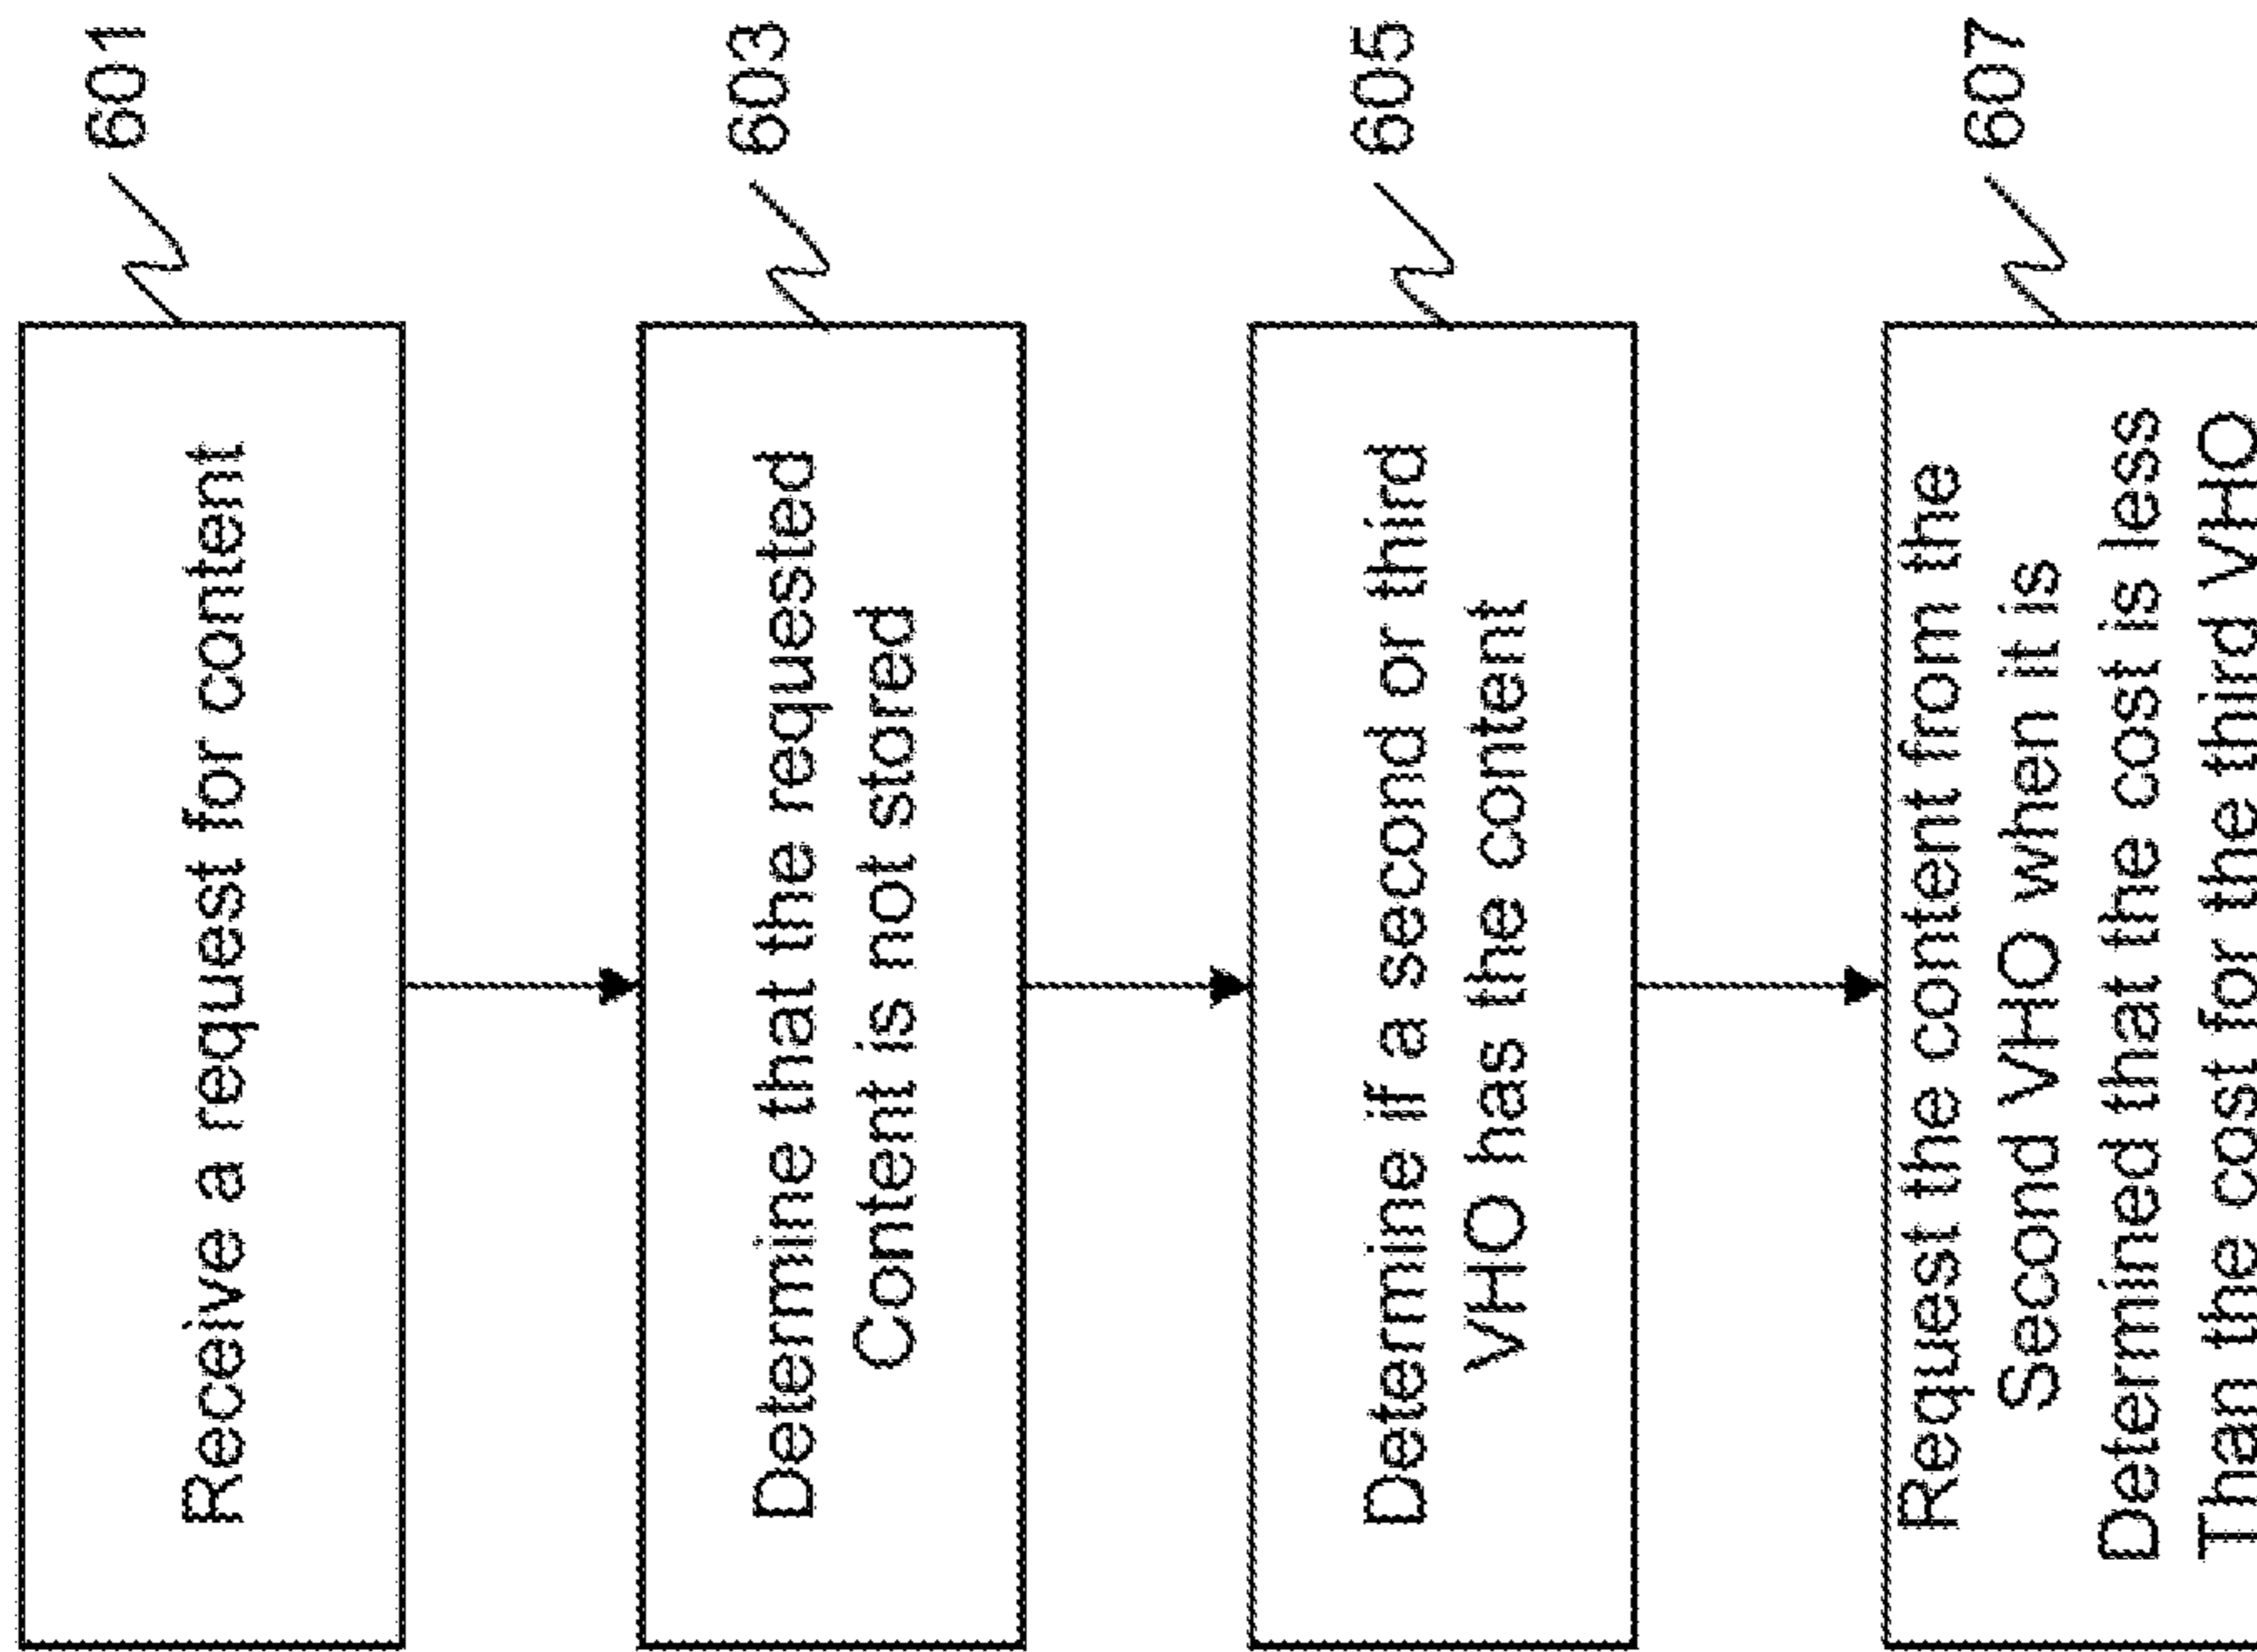 601
Receive a request for content
603
Determine that the requested
Content is not stored
605
Determine if a second or third
VHO has the content
607
Request the content from the
Second VHO when it is
Determined that the cost is less
Than the cost for the third VHO